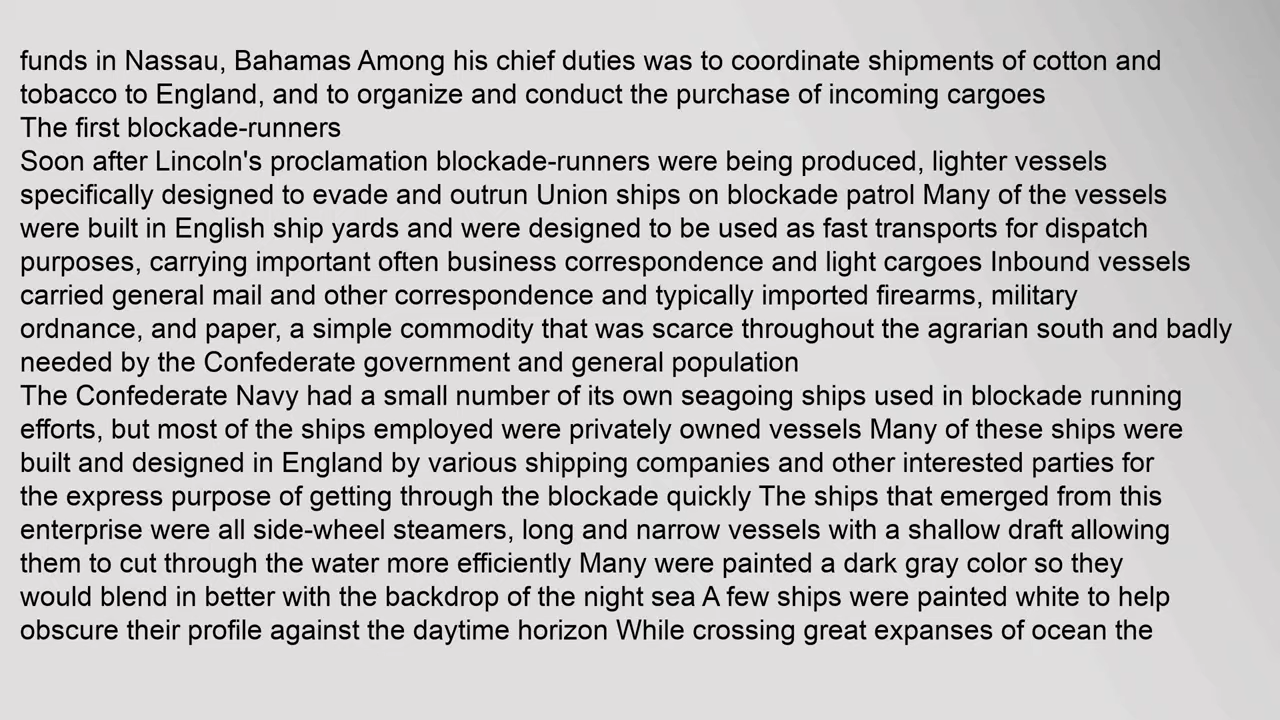 funds in Nassau, Bahamas Among his chief duties was to coordinate shipments of cotton and
tobacco to England, and to organize and conduct the purchase of incoming cargoes
The first blockade-runners
Soon after Lincoln's proclamation blockade-runners were being produced, lighter vessels
specifically designed to evade and outrun Union ships on blockade patrol Many of the vessels
were built in English ship yards and were designed to be used as fast transports for dispatch
purposes, carrying important often business correspondence and light cargoes Inbound vessels
carried general mail and other correspondence and typically imported firearms, military
ordnance, and paper, a simple commodity that was scarce throughout the agrarian south and badly
needed by the Confederate government and general population
The Confederate Navy had a small number of its own seagoing ships used in blockade running
efforts, but most of the ships employed were privately owned vessels Many of these ships were
built and designed in England by various shipping companies and other interested parties for
the express purpose of getting through the blockade quickly The ships that emerged from this
enterprise were all side-wheel steamers, long and narrow vessels with a shallow draft allowing
them to cut through the water more efficiently Many were painted a dark gray color so they
would blend in better with the backdrop of the night sea A few ships were painted white to help
obscure their profile against the daytime horizon While crossing great expanses of ocean the